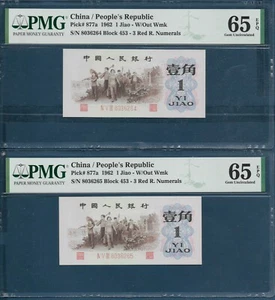 PMG
PAPER MONEY GUARANTY
China / People's Republic
Pick# 877a 1962 1 Jiao - W/Out Wmk
S/N 8036264 Block 453 - 3 Red R. Numerals
65 EPQ
Gem Uncirculated
中国人民银行
壹角
1
YI
JIAO
8036264
PMG
PAPER MONEY GUARANTY
China / People's Republic
Pick# 877a 1962 1 Jiao - W/Out Wmk
S/N 8036265 Block 453 - 3 Red R. Numerals
65 EPQ
Gem Uncirculated
中国人民银行
壹角
1
YI
JIAO
8036265